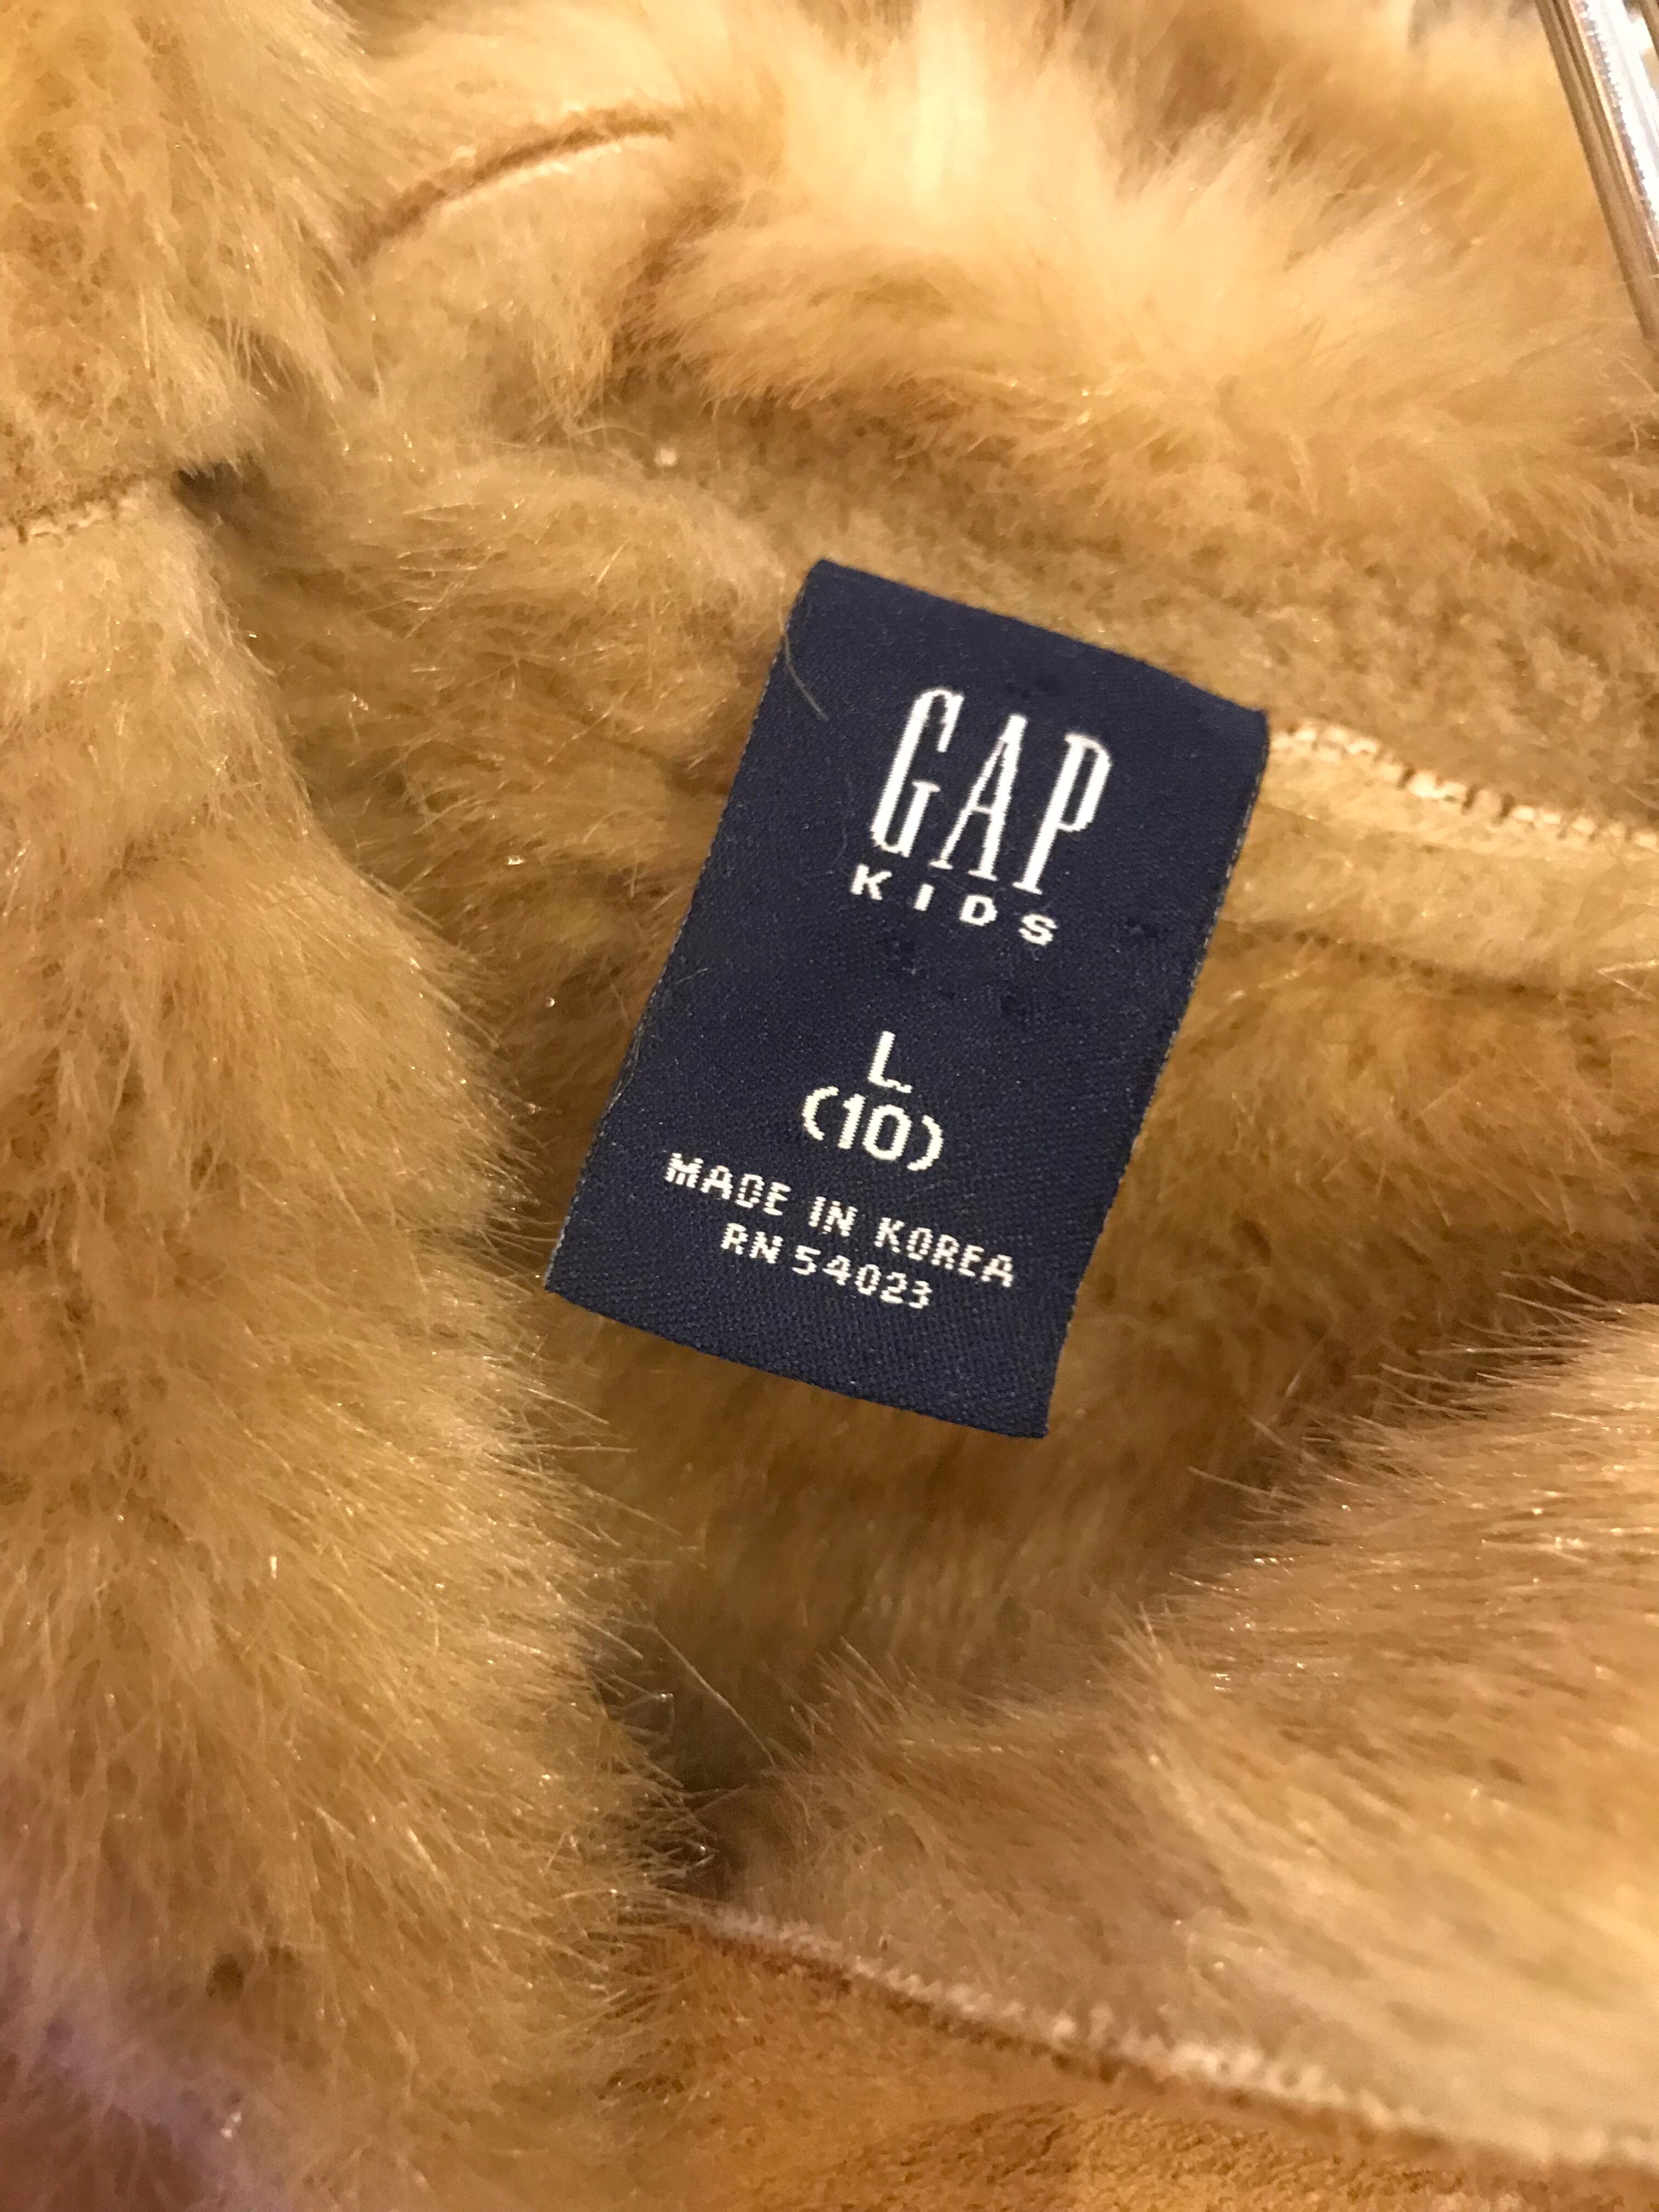 GAP
KIDS
L
(10)
MADE IN KOREA
RN 54023